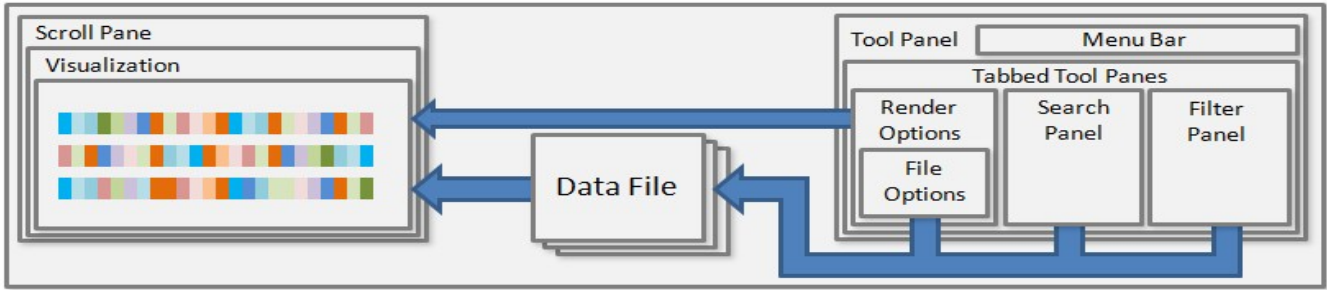 Scroll Pane
Visualization
Data File
Tool Panel
Menu Bar
Tabbed Tool Panes
Render
Options
File
Options
Search
Panel
Filter
Panel